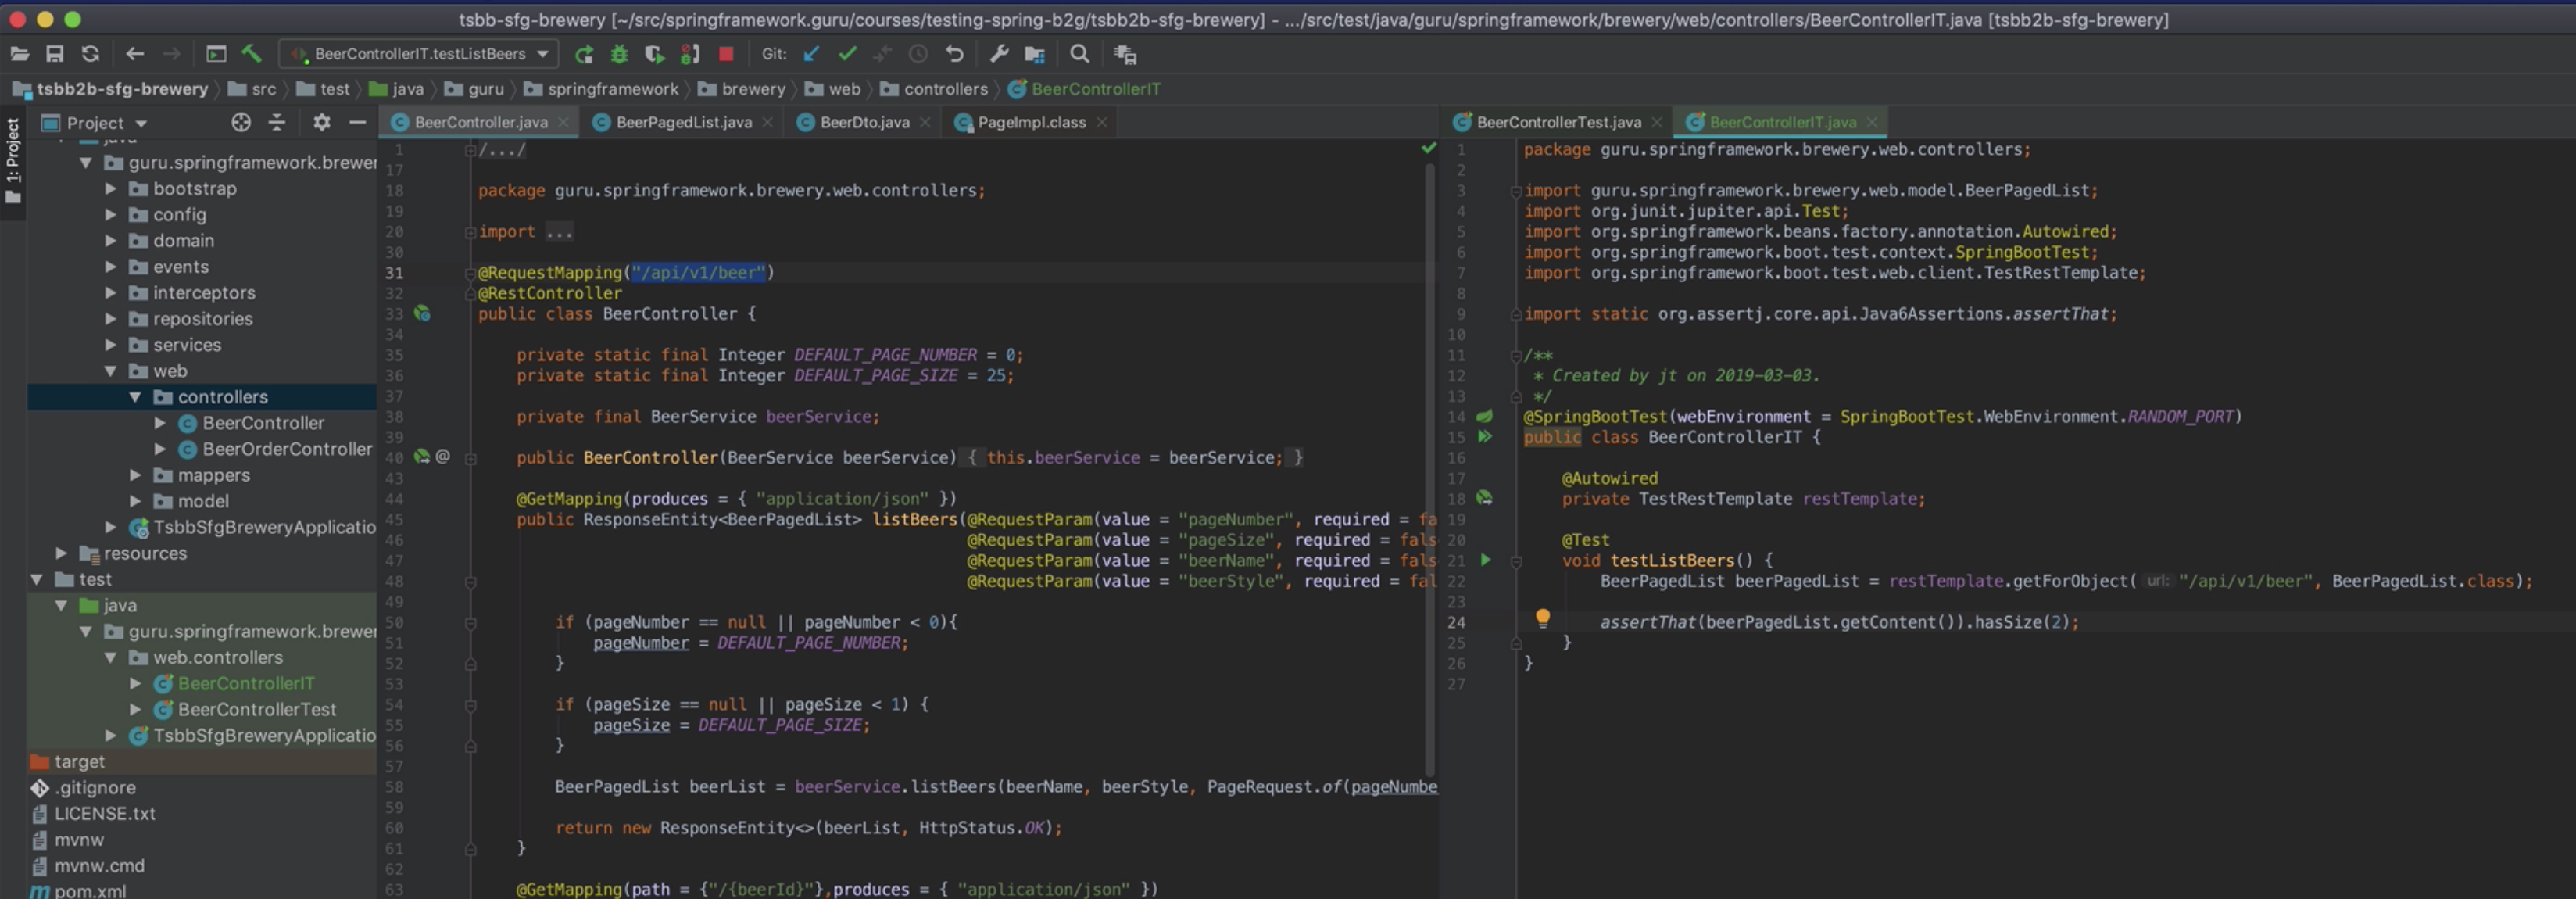 tsbb-sfg-brewery [~/src/springframework.guru/courses/testing-spring-b2g/tsbb2b-sfg-brewery] - .../src/test/java/guru/springframework/brewery/web/controllers/BeerControllerIT.java [tsbb2b-sfg-brewery]
BeerControllerIT.testListBeers
Git:
tsbb2b-sfg-brewery src test java guru springframework brewery web controllers BeerControllerIT
1: Project
Project
java
guru.springframework.brewer
bootstrap
config
domain
events
interceptors
repositories
services
web
controllers
BeerController
BeerOrderController
mappers
model
TsbbSfgBreweryApplicatio
resources
test
java
guru.springframework.brewer
web.controllers
BeerControllerIT
BeerControllerTest
TsbbSfgBreweryApplicatio
target
.gitignore
LICENSE.txt
mvnw
mvnw.cmd
pom.xml
BeerController.java BeerPagedList.java BeerDto.java PageImpl.class
1 /.../
17
18 package guru.springframework.brewery.web.controllers;
19
20 import ...
30
31 @RequestMapping("/api/v1/beer")
32 @RestController
33 public class BeerController {
34
35 private static final Integer DEFAULT_PAGE_NUMBER = 0;
36 private static final Integer DEFAULT_PAGE_SIZE = 25;
37
38 private final BeerService beerService;
39
40 @ public BeerController(BeerService beerService) { this.beerService = beerService; }
43
44 @GetMapping(produces = { "application/json" })
45 public ResponseEntity<BeerPagedList> listBeers(@RequestParam(value = "pageNumber", required = fa
46 @RequestParam(value = "pageSize", required = fals
47 @RequestParam(value = "beerName", required = fals
48 @RequestParam(value = "beerStyle", required = fal
49
50 if (pageNumber == null || pageNumber < 0){
51 pageNumber = DEFAULT_PAGE_NUMBER;
52 }
53
54 if (pageSize == null || pageSize < 1) {
55 pageSize = DEFAULT_PAGE_SIZE;
56 }
57
58 BeerPagedList beerList = beerService.listBeers(beerName, beerStyle, PageRequest.of(pageNumbe
59
60 return new ResponseEntity<>(beerList, HttpStatus.OK);
61 }
62
63 @GetMapping(path = {"/{beerId}"},produces = { "application/json" })
BeerControllerTest.java BeerControllerIT.java
1 package guru.springframework.brewery.web.controllers;
2
3 import guru.springframework.brewery.web.model.BeerPagedList;
4 import org.junit.jupiter.api.Test;
5 import org.springframework.beans.factory.annotation.Autowired;
6 import org.springframework.boot.test.context.SpringBootTest;
7 import org.springframework.boot.test.web.client.TestRestTemplate;
8
9 import static org.assertj.core.api.Java6Assertions.assertThat;
10
11 /**
12 * Created by jt on 2019-03-03.
13 */
14 @SpringBootTest(webEnvironment = SpringBootTest.WebEnvironment.RANDOM_PORT)
15 public class BeerControllerIT {
16
17 @Autowired
18 private TestRestTemplate restTemplate;
19
20 @Test
21 void testListBeers() {
22 BeerPagedList beerPagedList = restTemplate.getForObject( url: "/api/v1/beer", BeerPagedList.class);
23
24 assertThat(beerPagedList.getContent()).hasSize(2);
25 }
26 }
27